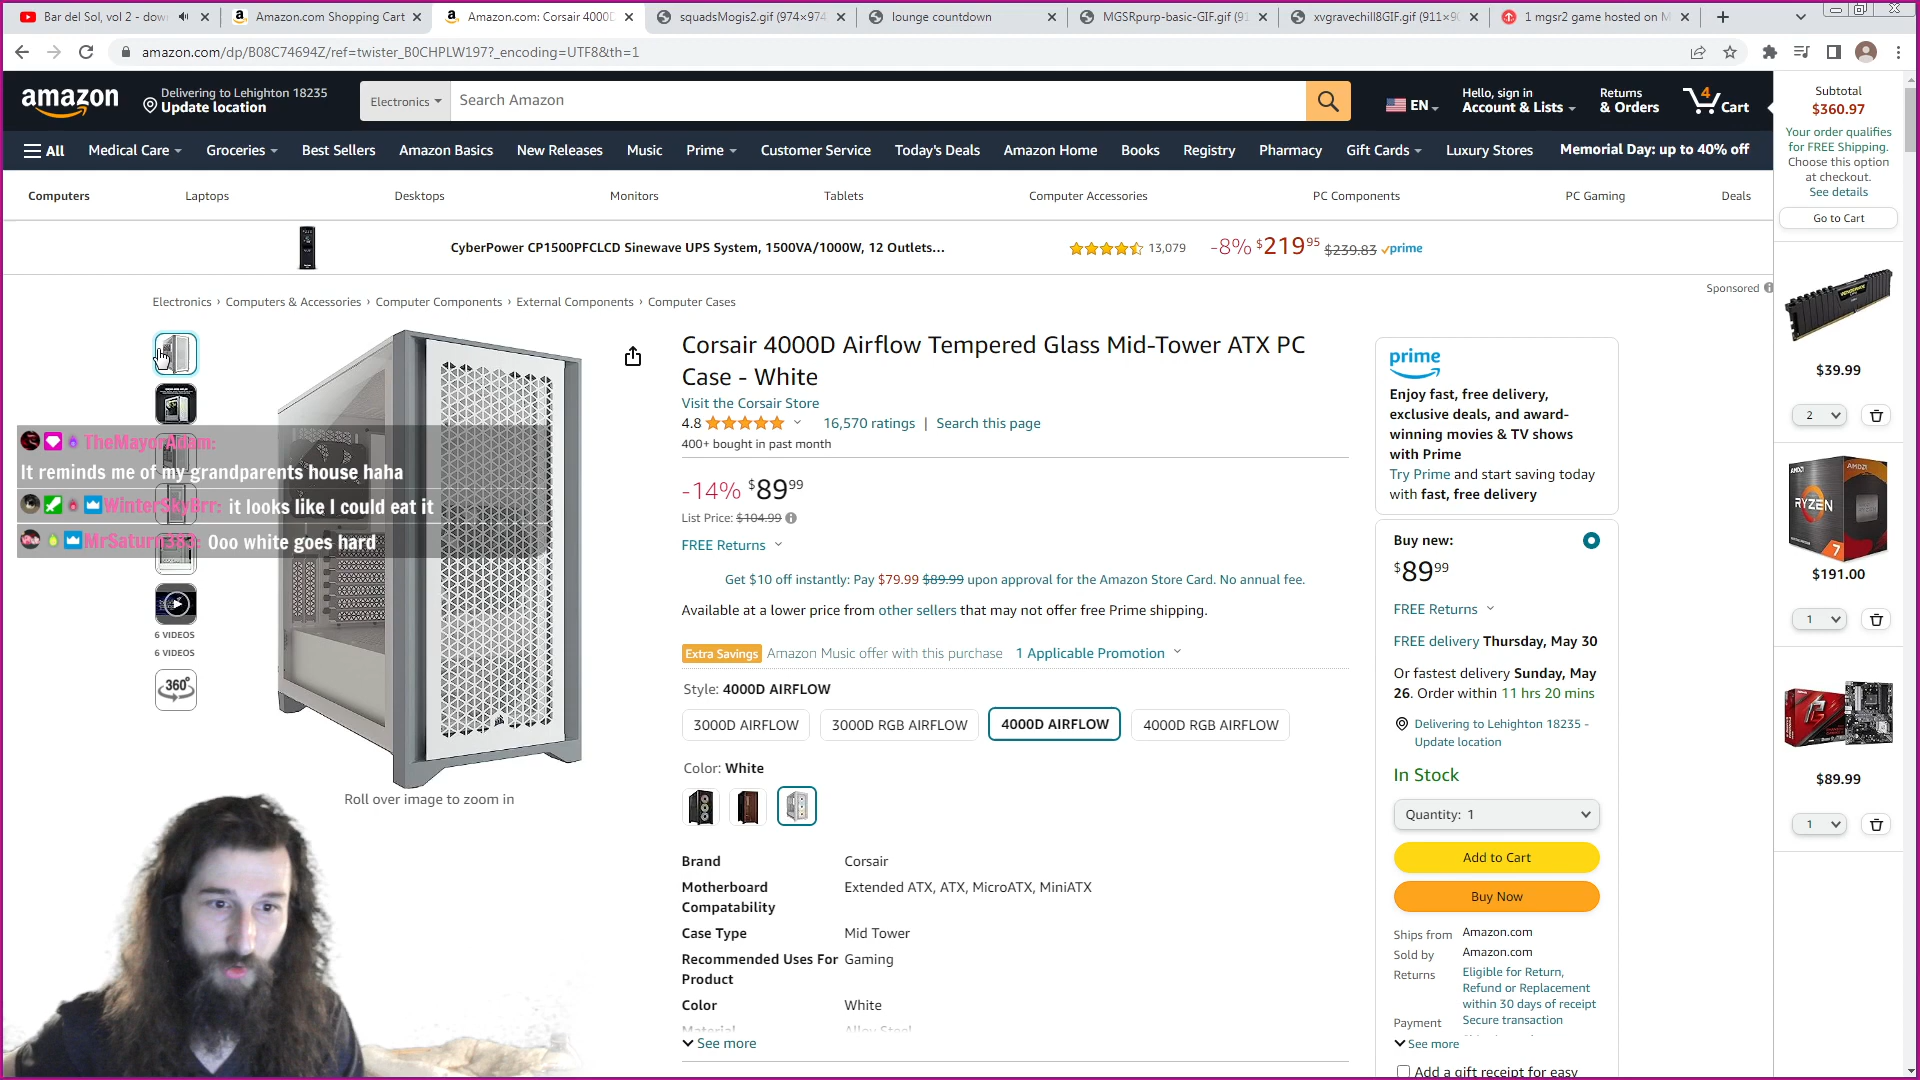 Bar del Sol, vol 2 - dow
Amazon.com Shopping Cart
Amazon.com: Corsair 4000D
squadsMogis2.gif (974×974
lounge countdown
MGSRpurp-basic-GIF.gif (91
xvgravechill8GIF.gif (911×90
1 mgsr2 game hosted on M
amazon.com/dp/B08C74694Z/ref=twister_B0CHPLW197?_encoding=UTF8&th=1
amazon
Delivering to Lehighton 18235
Update location
Electronics
Search Amazon
EN
Hello, sign in
Account & Lists
Returns
& Orders
4
Cart
All
Medical Care
Groceries
Best Sellers
Amazon Basics
New Releases
Music
Prime
Customer Service
Today's Deals
Amazon Home
Books
Registry
Pharmacy
Gift Cards
Luxury Stores
Memorial Day: up to 40% off
Computers
Laptops
Desktops
Monitors
Tablets
Computer Accessories
PC Components
PC Gaming
Deals
CyberPower CP1500PFCLCD Sinewave UPS System, 1500VA/1000W, 12 Outlets…
13,079
-8% $219.95 $239.83 prime
Sponsored
Electronics › Computers & Accessories › Computer Components › External Components › Computer Cases
TheMayorAdam:
It reminds me of my grandparents house haha
WinterSkyBrr: it looks like I could eat it
MrSaturn383: Ooo white goes hard
6 VIDEOS
6 VIDEOS
360°
Roll over image to zoom in
Corsair 4000D Airflow Tempered Glass Mid-Tower ATX PC
Case - White
Visit the Corsair Store
4.8
16,570 ratings | Search this page
400+ bought in past month
-14% $89.99
List Price: $104.99
FREE Returns
Get $10 off instantly: Pay $79.99 $89.99 upon approval for the Amazon Store Card. No annual fee.
Available at a lower price from other sellers that may not offer free Prime shipping.
Extra Savings Amazon Music offer with this purchase 1 Applicable Promotion
Style: 4000D AIRFLOW
3000D AIRFLOW
3000D RGB AIRFLOW
4000D AIRFLOW
4000D RGB AIRFLOW
Color: White
Brand Corsair
Motherboard Extended ATX, ATX, MicroATX, MiniATX
Compatability
Case Type Mid Tower
Recommended Uses For Gaming
Product
Color White
Material Alloy Steel
See more
prime
Enjoy fast, free delivery,
exclusive deals, and award-
winning movies & TV shows
with Prime
Try Prime and start saving today
with fast, free delivery
Buy new:
$89.99
FREE Returns
FREE delivery Thursday, May 30
Or fastest delivery Sunday, May
26. Order within 11 hrs 20 mins
Delivering to Lehighton 18235 -
Update location
In Stock
Quantity: 1
Add to Cart
Buy Now
Ships from Amazon.com
Sold by Amazon.com
Returns Eligible for Return,
Refund or Replacement
within 30 days of receipt
Payment Secure transaction
See more
Add a gift receipt for easy
Subtotal
$360.97
Your order qualifies
for FREE Shipping.
Choose this option
at checkout.
See details
Go to Cart
VENGEANCE
$39.99
2
AMD
AMD
RYZEN
7
$191.00
1
$89.99
1